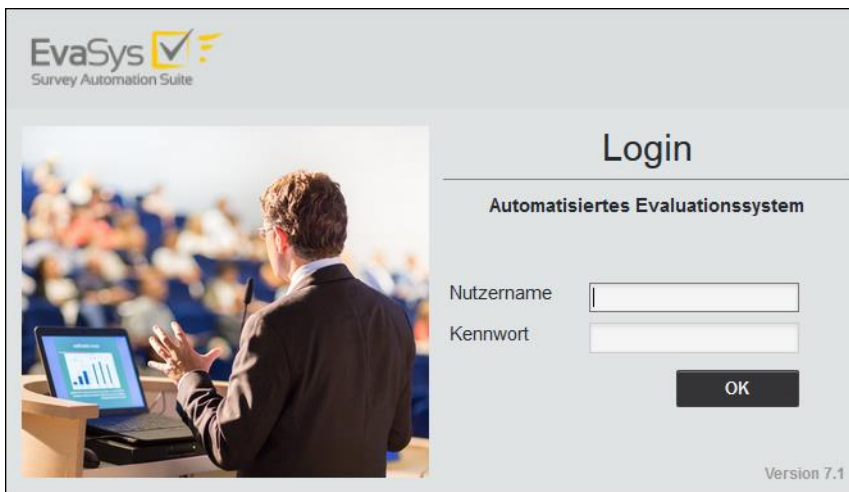 EvaSys
Survey Automation Suite
Login
Automatisiertes Evaluationssystem
Nutzername
Kennwort
OK
Version 7.1